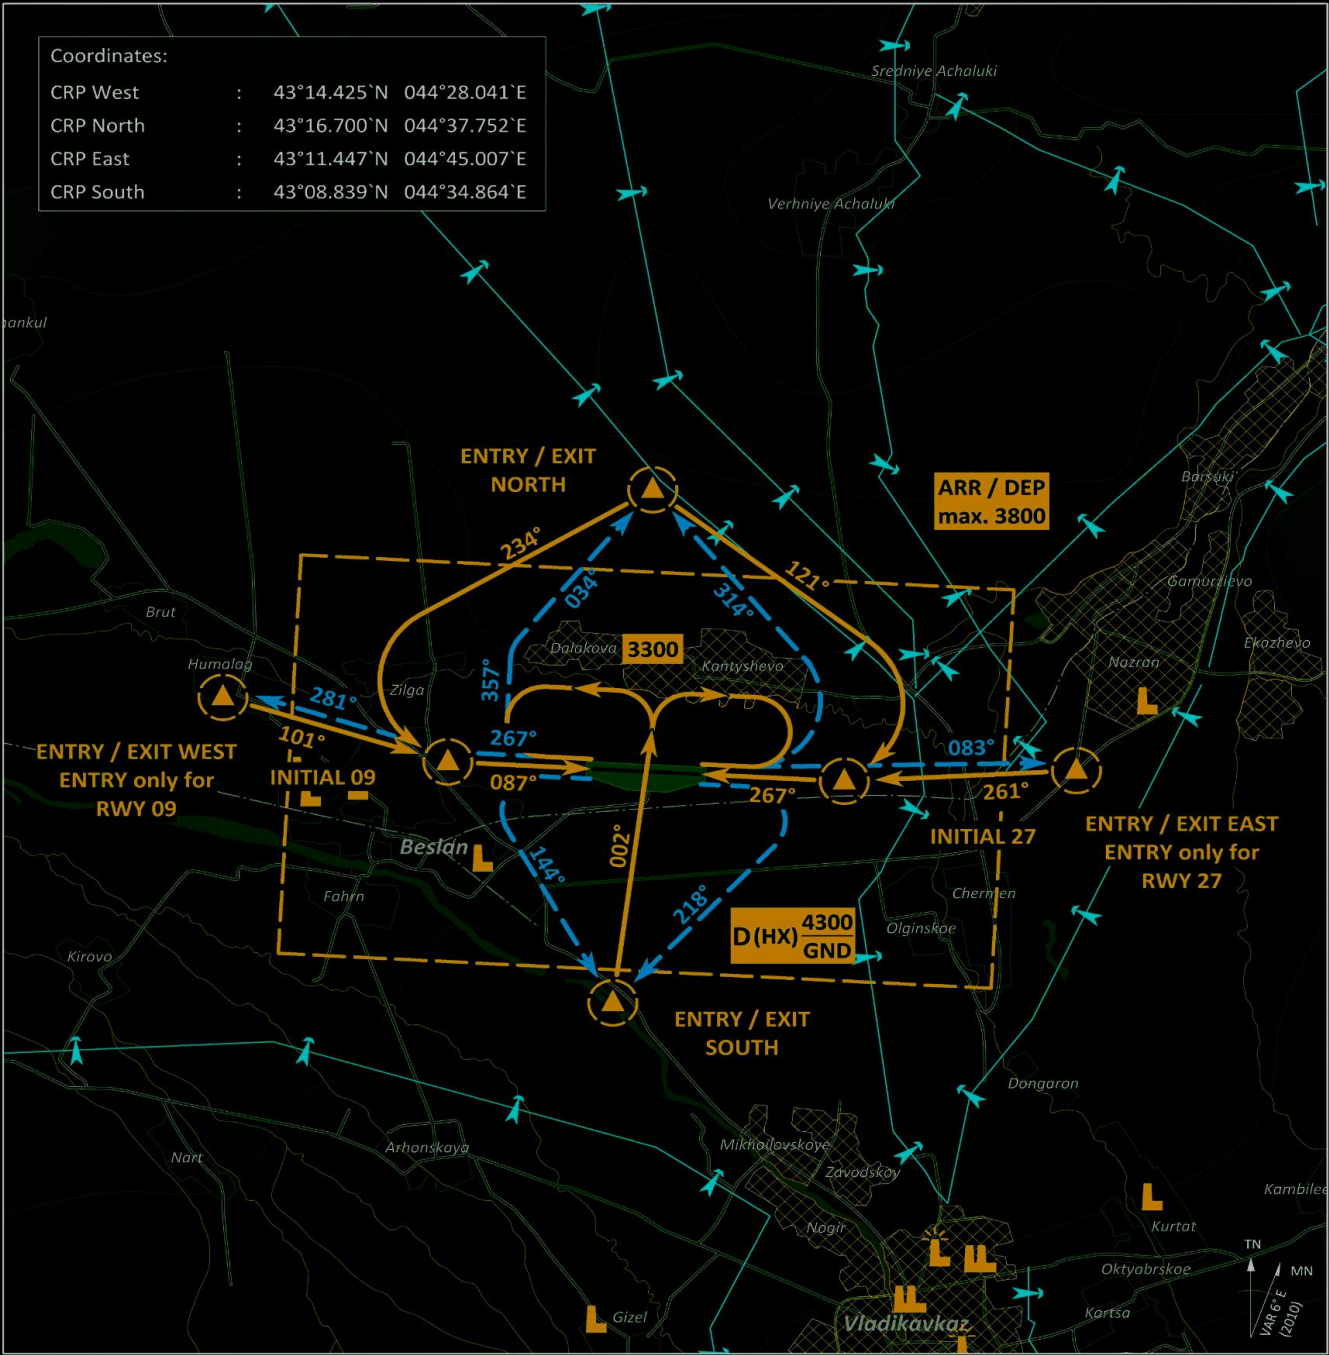 Coordinates:
CRP West : 43°14.425`N 044°28.041`E
CRP North : 43°16.700`N 044°37.752`E
CRP East : 43°11.447`N 044°45.007`E
CRP South : 43°08.839`N 044°34.864`E
Sredniye Achaluki
Verhniye Achaluki
ankul
ENTRY / EXIT
NORTH
ARR / DEP
max. 3800
Barsuki
234°
121°
034°
314°
Gamurzievo
Brut
Dalakova
3300
Kantyshevo
Ekazhevo
Humalag
Nazran
281°
Zilga
357°
101°
267°
083°
ENTRY / EXIT WEST
ENTRY only for
RWY 09
INITIAL 09
087°
267°
261°
INITIAL 27
ENTRY / EXIT EAST
ENTRY only for
RWY 27
Beslan
002°
144°
218°
Fahrn
Chermen
Olginskoe
D(HX) 4300
GND
Kirovo
ENTRY / EXIT
SOUTH
Dongaron
Arhonskaya
Nart
Mikhoilovskoye
Zavodskoy
Kambilee
Nogir
Kurtat
TN
MN
VAR 6° E
(2010)
Oktyabrskoe
Kartsa
Gizel
Vladikavkaz